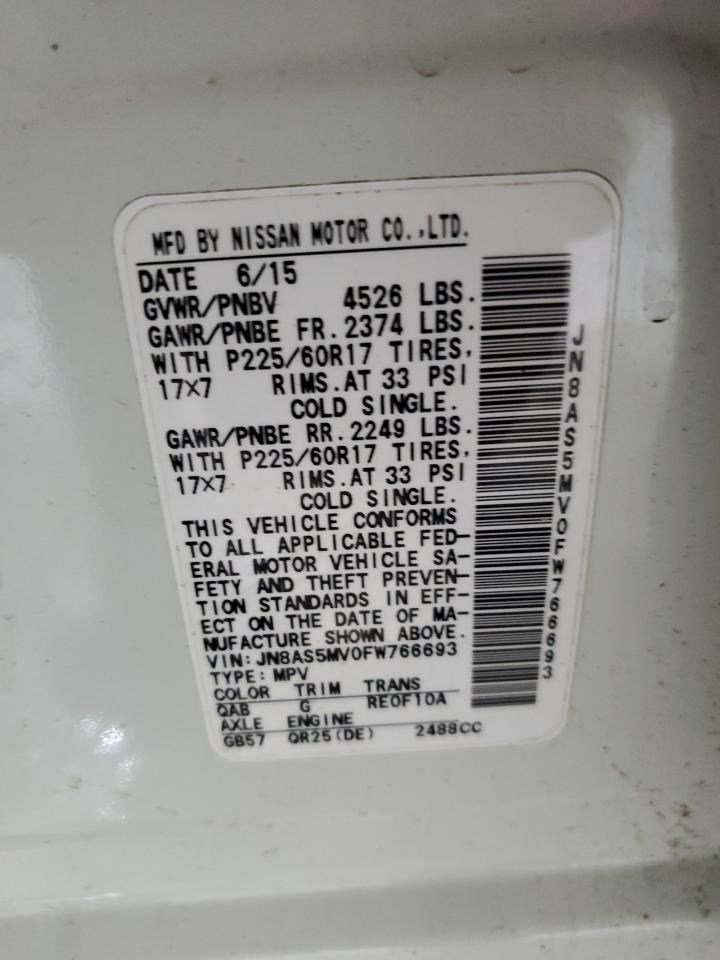 MFD BY NISSAN MOTOR CO.,LTD.
DATE 6/15
GVWR/PNBV 4526 LBS.
GAWR/PNBE FR.2374 LBS.
WITH P225/60R17 TIRES,
17X7 RIMS.AT 33 PSI
COLD SINGLE.
GAWR/PNBE RR.2249 LBS.
WITH P225/60R17 TIRES,
17X7 RIMS.AT 33 PSI
COLD SINGLE.
THIS VEHICLE CONFORMS
TO ALL APPLICABLE FED-
ERAL MOTOR VEHICLE SA-
FETY AND THEFT PREVEN-
TION STANDARDS IN EFF-
ECT ON THE DATE OF MA-
NUFACTURE SHOWN ABOVE.
VIN: JN8AS5MV0FW766693
TYPE: MPV
COLOR TRIM TRANS
QAB G RE0F10A
AXLE ENGINE
GB57 QR25(DE) 2488CC
JN8AS5MV0FW766693